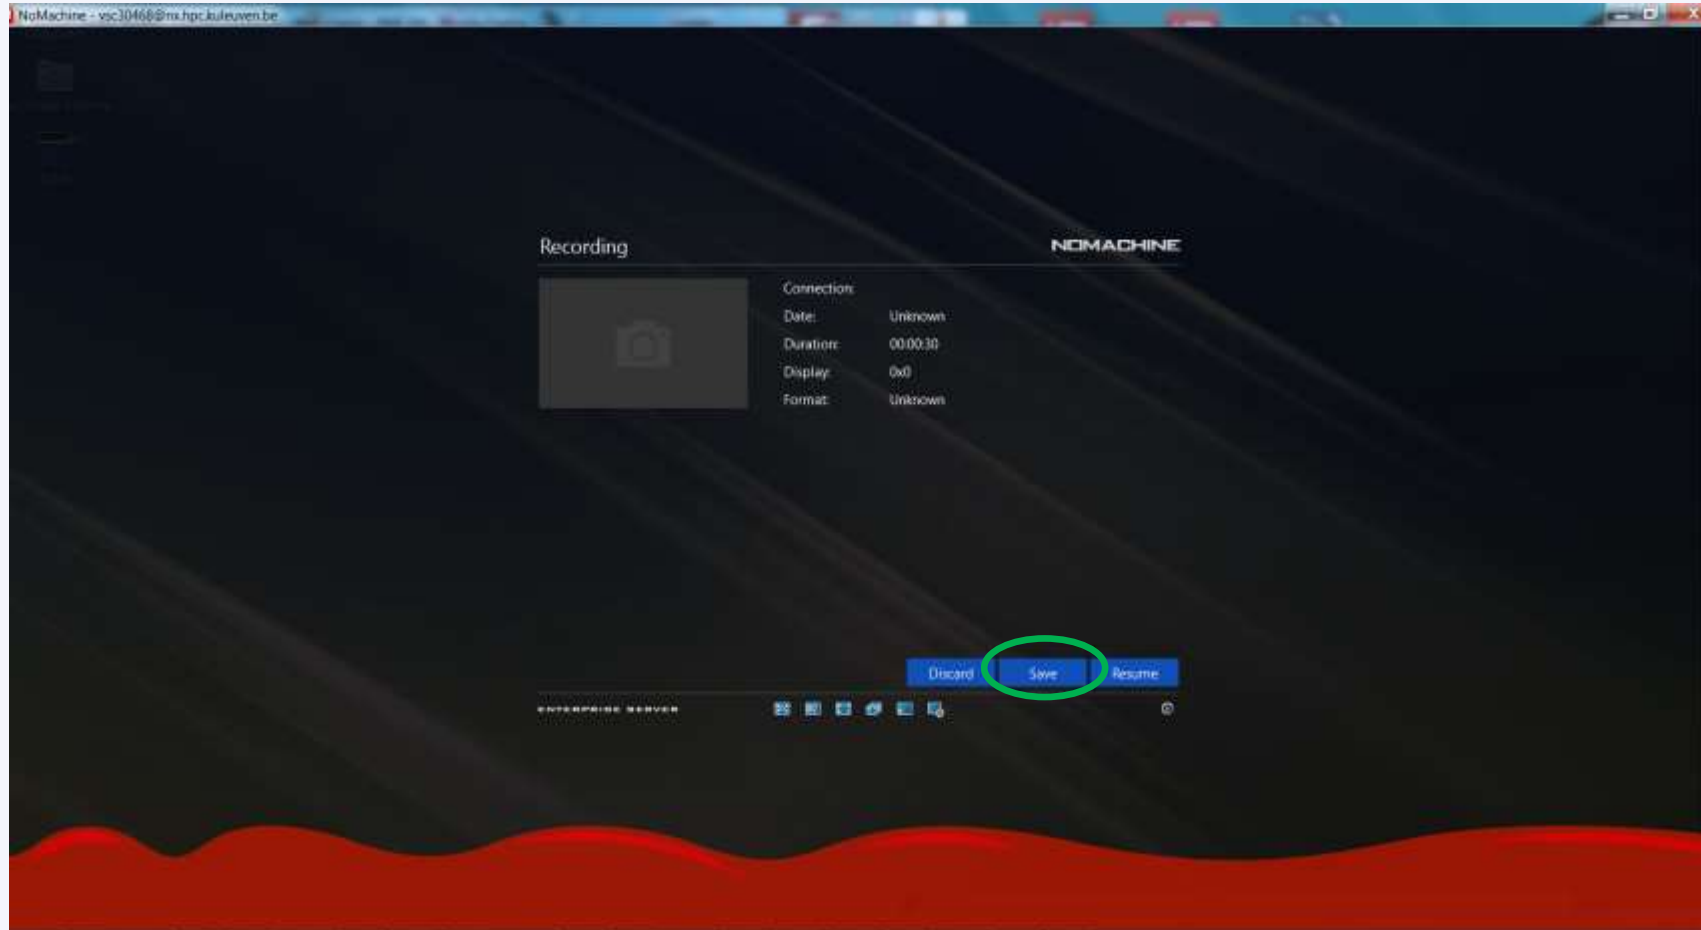 NoMachine - vsc30468@nx.hpc.kuleuven.be
Recording
NOMACHINE
Connection:
Date: Unknown
Duration: 00:00:30
Display: 0x0
Format: Unknown
Discard Save Resume
ENTERPRISE SERVER